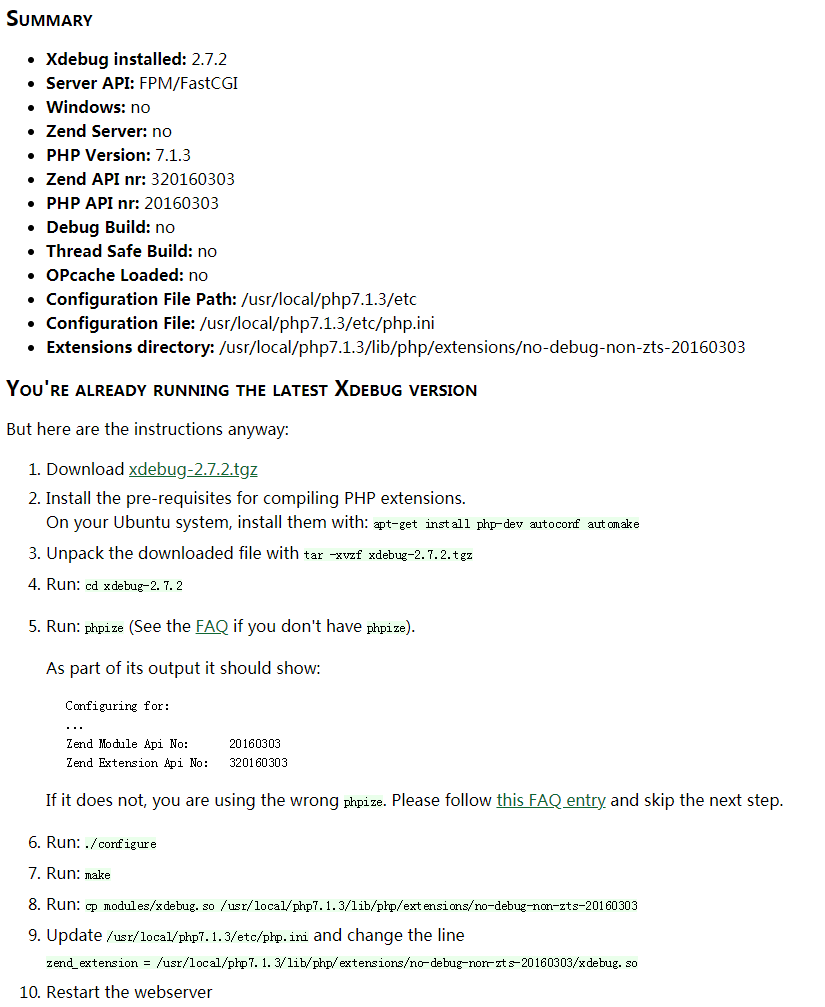 Summary
• Xdebug installed: 2.7.2
• Server API: FPM/FastCGI
• Windows: no
• Zend Server: no
• PHP Version: 7.1.3
• Zend API nr: 320160303
• PHP API nr: 20160303
• Debug Build: no
• Thread Safe Build: no
• OPcache Loaded: no
• Configuration File Path: /usr/local/php7.1.3/etc
• Configuration File: /usr/local/php7.1.3/etc/php.ini
• Extensions directory: /usr/local/php7.1.3/lib/php/extensions/no-debug-non-zts-20160303
You're already running the latest Xdebug version
But here are the instructions anyway:
1. Download xdebug-2.7.2.tgz
2. Install the pre-requisites for compiling PHP extensions.
On your Ubuntu system, install them with: apt-get install php-dev autoconf automake
3. Unpack the downloaded file with tar -xvzf xdebug-2.7.2.tgz
4. Run: cd xdebug-2.7.2
5. Run: phpize (See the FAQ if you don't have phpize).
As part of its output it should show:
Configuring for:
...
Zend Module Api No:      20160303
Zend Extension Api No:   320160303
If it does not, you are using the wrong phpize. Please follow this FAQ entry and skip the next step.
6. Run: ./configure
7. Run: make
8. Run: cp modules/xdebug.so /usr/local/php7.1.3/lib/php/extensions/no-debug-non-zts-20160303
9. Update /usr/local/php7.1.3/etc/php.ini and change the line
zend_extension = /usr/local/php7.1.3/lib/php/extensions/no-debug-non-zts-20160303/xdebug.so
10. Restart the webserver